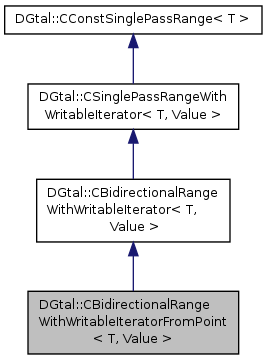 DGtal::CConstSinglePassRange< T >
DGtal::CSinglePassRangeWith
WritableIterator< T, Value >
DGtal::CBidirectionalRange
WithWritableIterator< T,
Value >
DGtal::CBidirectionalRange
WithWritableIteratorFromPoint
< T, Value >